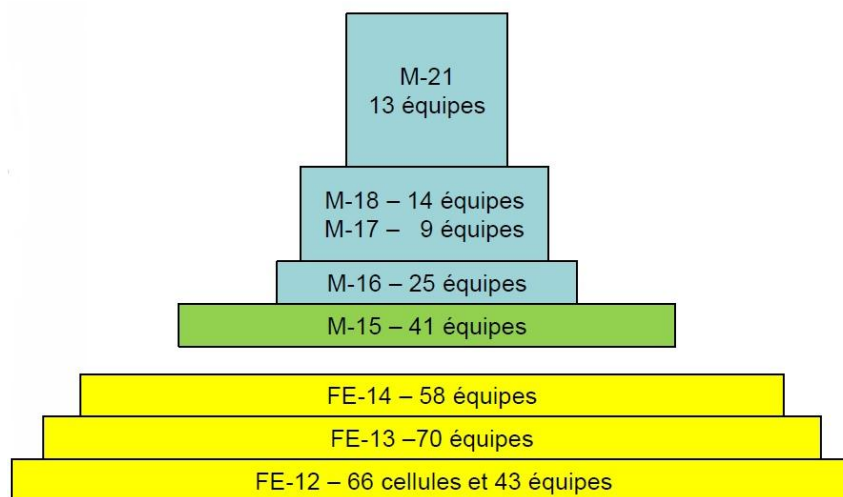 M-21
13 équipes
M-18 – 14 équipes
M-17 –   9 équipes
M-16 – 25 équipes
M-15 – 41 équipes
FE-14 – 58 équipes
FE-13 –70 équipes
FE-12 – 66 cellules et 43 équipes